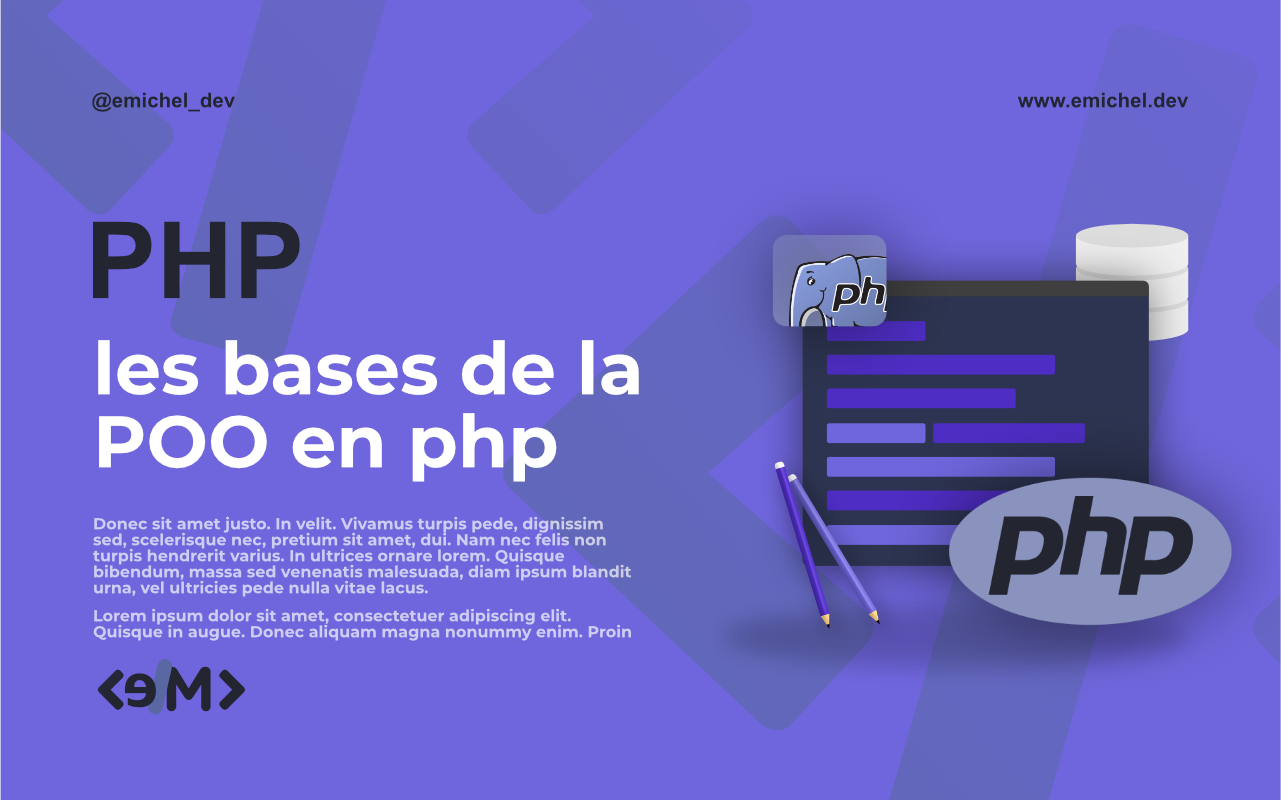 @emichel_dev
www.emichel.dev
PHP
les bases de la
POO en php
Donec sit amet justo. In velit. Vivamus turpis pede, dignissim
sed, scelerisque nec, pretium sit amet, dui. Nam nec felis non
turpis hendrerit varius. In ultrices ornare lorem. Quisque
bibendum, massa sed venenatis malesuada, diam ipsum blandit
urna, vel ultricies pede nulla vitae lacus.
Lorem ipsum dolor sit amet, consectetuer adipiscing elit.
Quisque in augue. Donec aliquam magna nonummy enim. Proin
ph
php
<e/M>